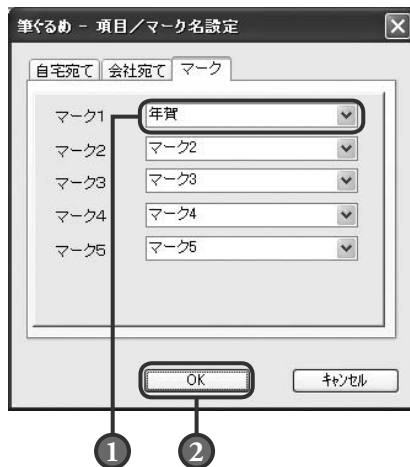 筆ぐるめ - 項目／マーク名設定
自宅宛て 会社宛て マーク
マーク1 年賀
マーク2 マーク2
マーク3 マーク3
マーク4 マーク4
マーク5 マーク5
OK キャンセル
1 2